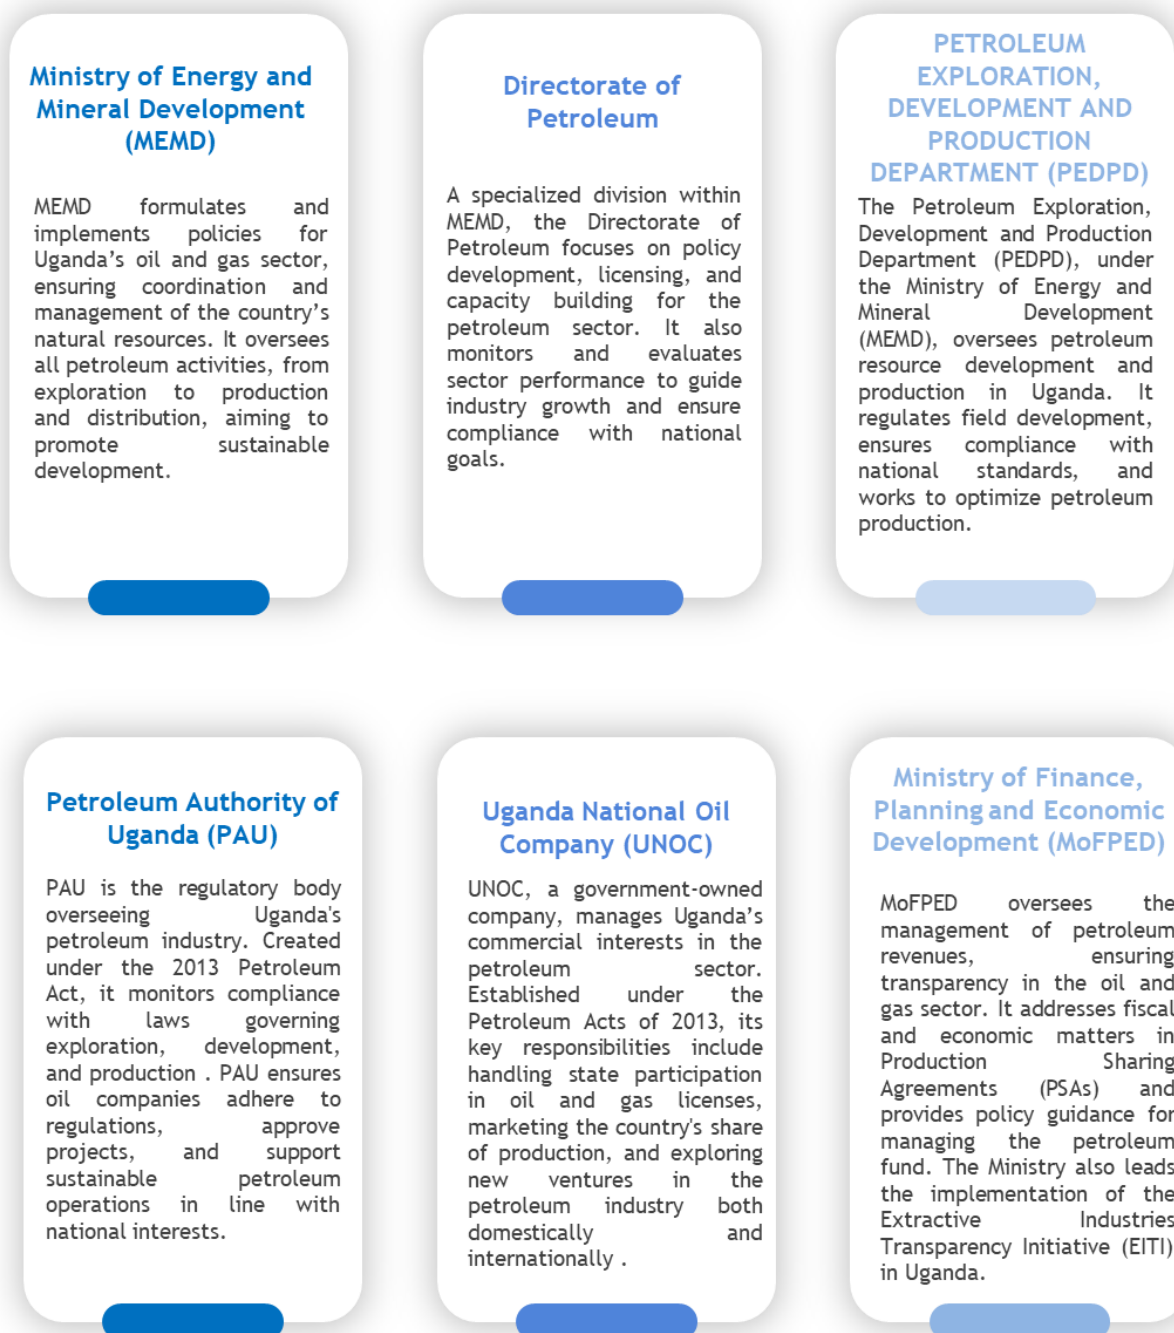 Ministry of Energy and
Mineral Development
(MEMD)
MEMD formulates and
implements policies for
Uganda’s oil and gas sector,
ensuring coordination and
management of the country’s
natural resources. It oversees
all petroleum activities, from
exploration to production
and distribution, aiming to
promote sustainable
development.
Directorate of
Petroleum
A specialized division within
MEMD, the Directorate of
Petroleum focuses on policy
development, licensing, and
capacity building for the
petroleum sector. It also
monitors and evaluates
sector performance to guide
industry growth and ensure
compliance with national
goals.
PETROLEUM
EXPLORATION,
DEVELOPMENT AND
PRODUCTION
DEPARTMENT (PEDPD)
The Petroleum Exploration,
Development and Production
Department (PEDPD), under
the Ministry of Energy and
Mineral Development
(MEMD), oversees petroleum
resource development and
production in Uganda. It
regulates field development,
ensures compliance with
national standards, and
works to optimize petroleum
production.
Petroleum Authority of
Uganda (PAU)
PAU is the regulatory body
overseeing Uganda's
petroleum industry. Created
under the 2013 Petroleum
Act, it monitors compliance
with laws governing
exploration, development,
and production . PAU ensures
oil companies adhere to
regulations, approve
projects, and support
sustainable petroleum
operations in line with
national interests.
Uganda National Oil
Company (UNOC)
UNOC, a government-owned
company, manages Uganda’s
commercial interests in the
petroleum sector.
Established under the
Petroleum Acts of 2013, its
key responsibilities include
handling state participation
in oil and gas licenses,
marketing the country's share
of production, and exploring
new ventures in the
petroleum industry both
domestically and
internationally .
Ministry of Finance,
Planning and Economic
Development (MoFPED)
MoFPED oversees the
management of petroleum
revenues, ensuring
transparency in the oil and
gas sector. It addresses fiscal
and economic matters in
Production Sharing
Agreements (PSAs) and
provides policy guidance for
managing the petroleum
fund. The Ministry also leads
the implementation of the
Extractive Industries
Transparency Initiative (EITI)
in Uganda.